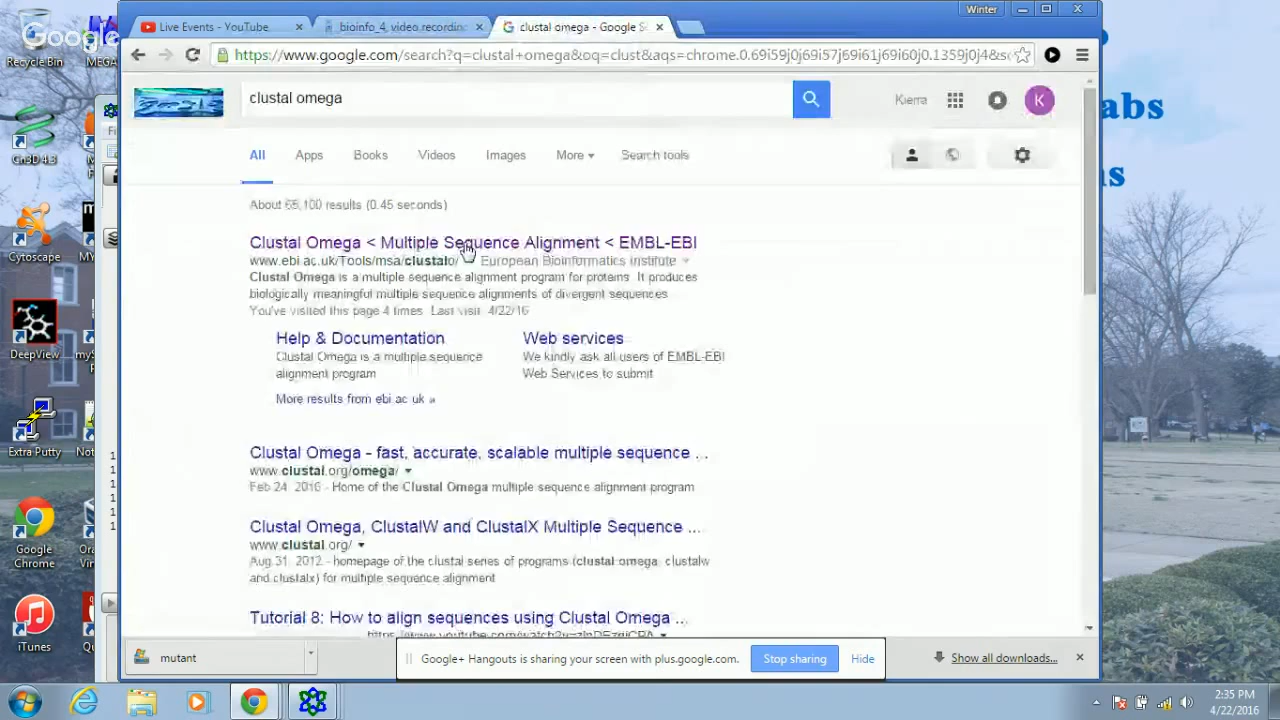 Winter
Live Events - YouTube
bioinfo_4_video recording
clustal omega - Google S
https://www.google.com/search?q=clustal+omega&oq=clust&aqs=chrome.0.69i59j0j69i57j69i61j69i60j0.1359j0j4&s
Google
Recycle Bin
MEGA
clustal omega
Kierra
K
abs
All
Apps
Books
Videos
Images
More
Search tools
Cn3D 4.3
s
results (0.45 seconds)
Clustal Omega < Multiple Sequence Alignment < EMBL-EBI
www.ebi.ac.uk/Tools/msa/clustalo/
European Bioinformatics Institute
Clustal Omega is a multiple sequence alignment program for proteins. It produces
biologically meaningful multiple sequence alignments of divergent sequences
You've visited this page 4 times. Last visit: 4/22/16
Cytoscape
Help & Documentation
Web services
Clustal Omega is a multiple sequence
alignment program
We kindly ask all users of EMBL-EBI
Web Services to submit
DeepView
More results from ebi.ac.uk »
Extra Putty
Clustal Omega - fast, accurate, scalable multiple sequence ...
www.clustal.org/omega/
Feb 24, 2016 - Home of the Clustal Omega multiple sequence alignment program
Clustal Omega, ClustalW and ClustalX Multiple Sequence ...
www.clustal.org/
Aug 31, 2012 - homepage of the clustal series of programs (clustal omega, clustalw
and clustalx) for multiple sequence alignment
Google
Chrome
Tutorial 8: How to align sequences using Clustal Omega ...
iTunes
mutant
Google+ Hangouts is sharing your screen with plus.google.com.
Stop sharing
Hide
Show all downloads...
2:35 PM
4/22/2016